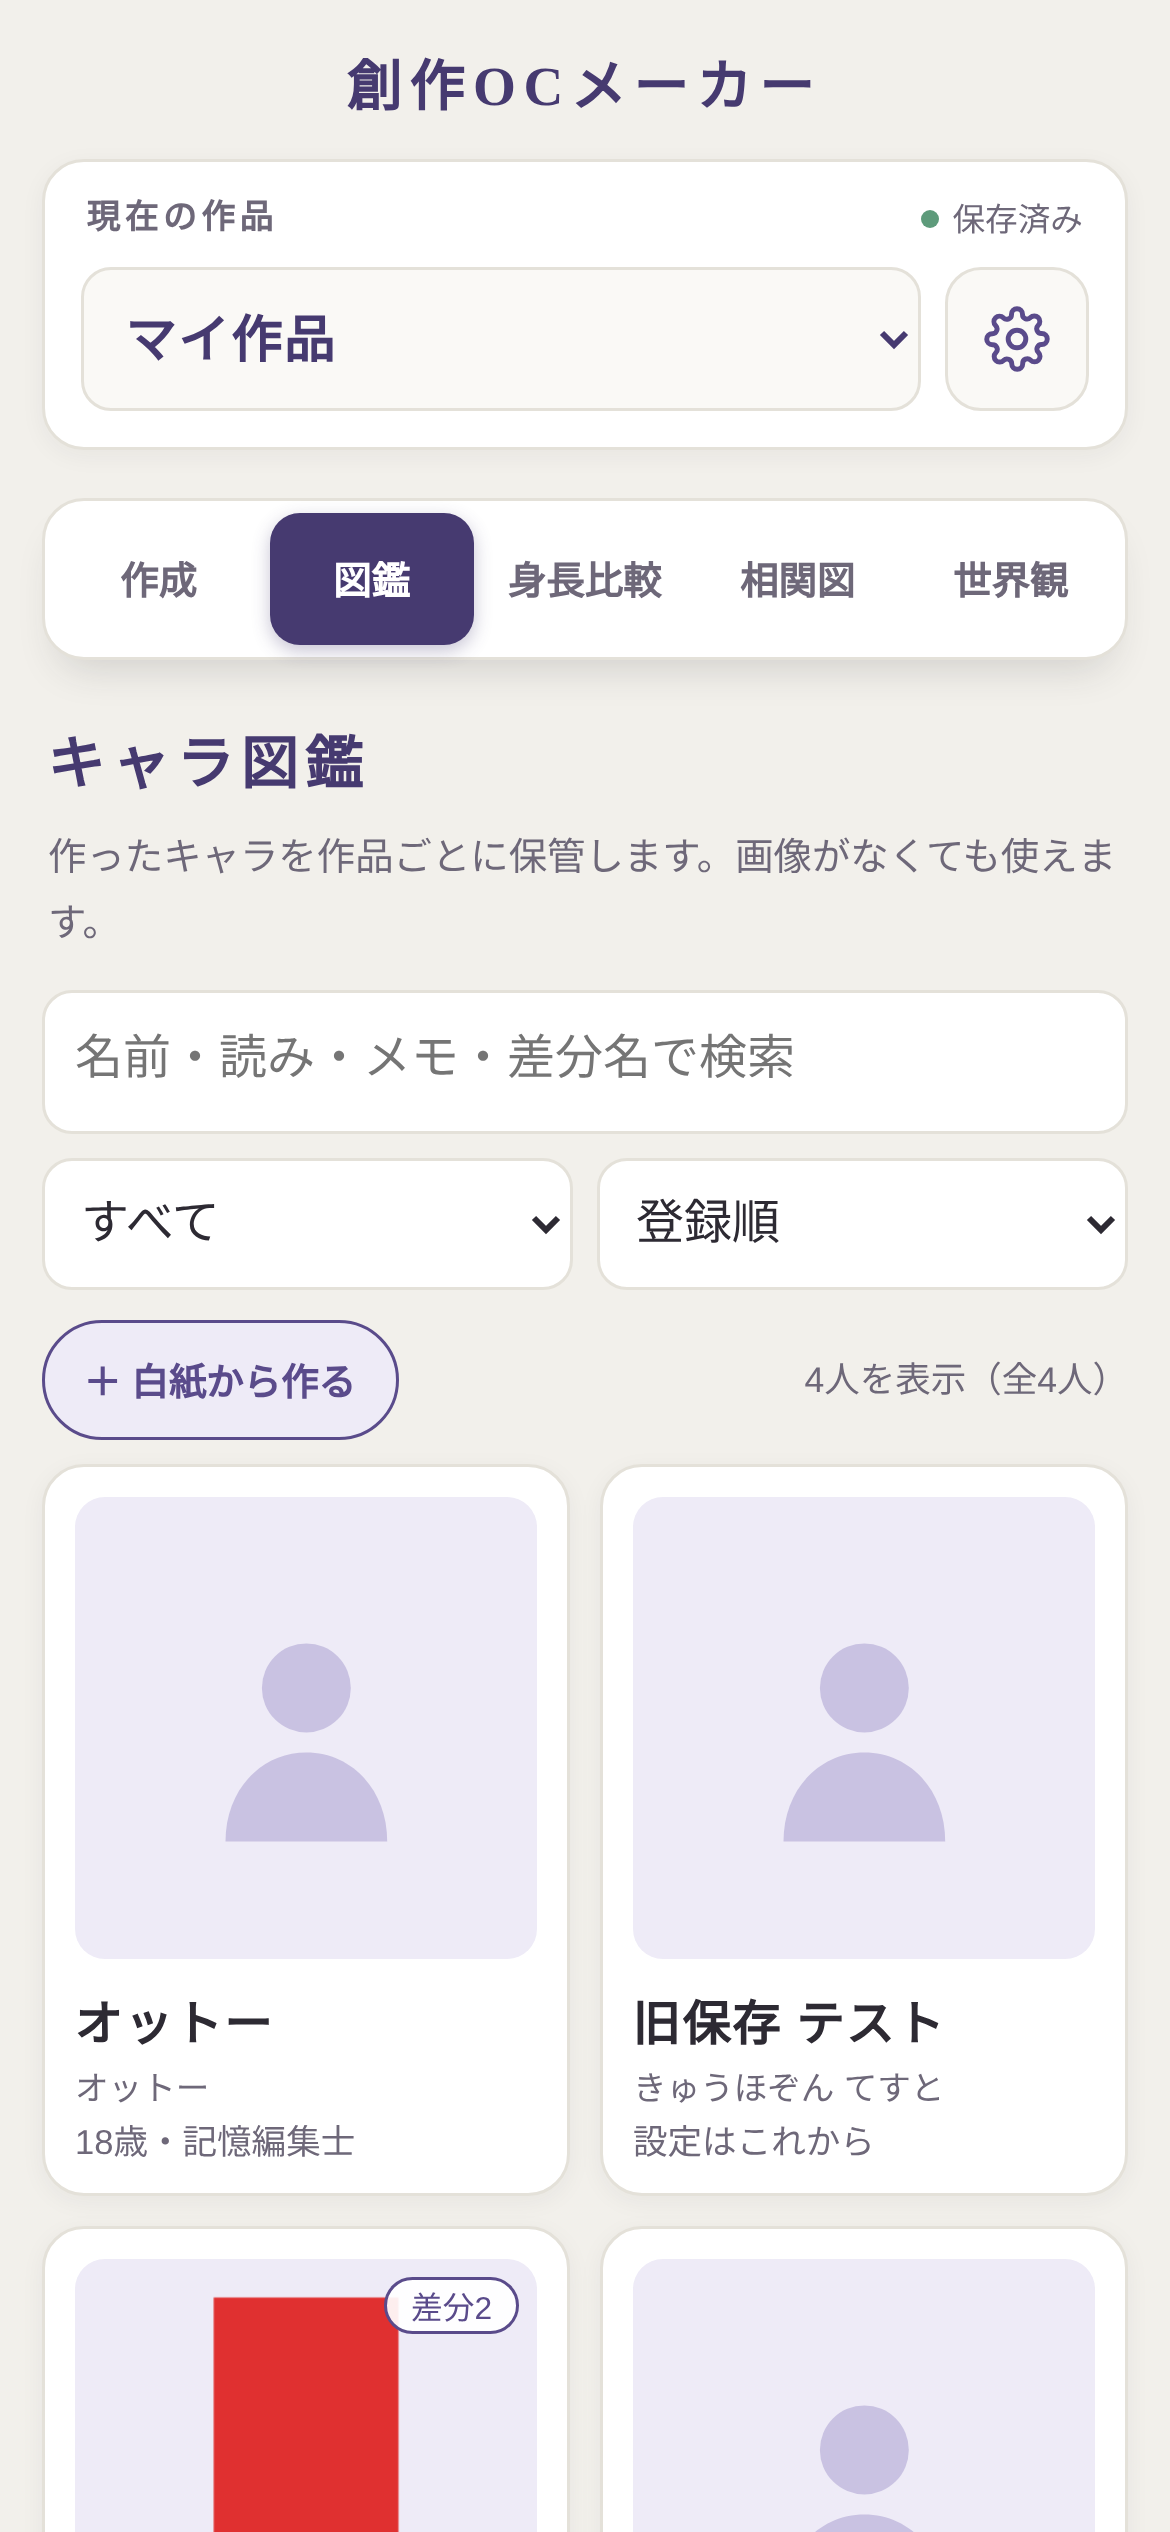 創作OCメーカー
現在の作品
保存済み
マイ作品
作成
図鑑
身長比較
相関図
世界観
キャラ図鑑
作ったキャラを作品ごとに保管します。画像がなくても使えま
す。
名前・読み・メモ・差分名で検索
すべて
登録順
＋ 白紙から作る
4人を表示（全4人）
オットー
オットー
18歳・記憶編集士
旧保存 テスト
きゅうほぞん てすと
設定はこれから
差分2